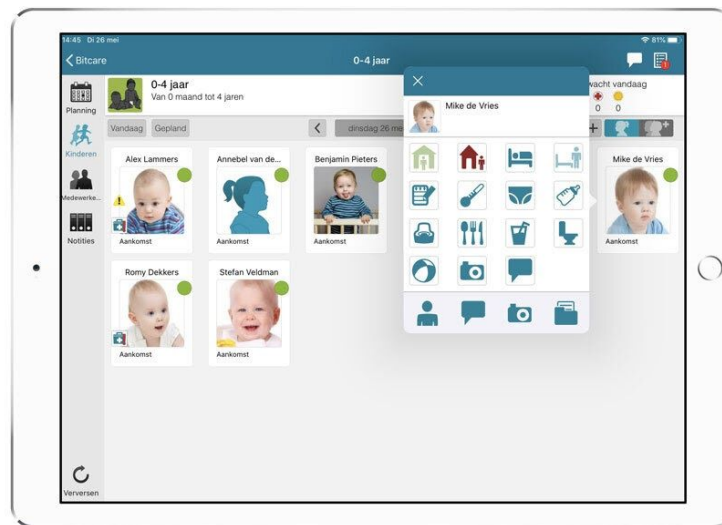 14:45 Di 26 mei
81%
Bitcare
0-4 jaar
1
Planning
Kinderen
Medewerke...
Notities
Verversen
0-4 jaar
Van 0 maand tot 4 jaren
wacht vandaag
0 0
Vandaag Gepland
dinsdag 26 mei
Alex Lammers
Aankomst
Annebel van de...
Aankomst
Benjamin Pieters
Aankomst
Mike de Vries
Mike de Vries
Aankomst
Romy Dekkers
Aankomst
Stefan Veldman
Aankomst